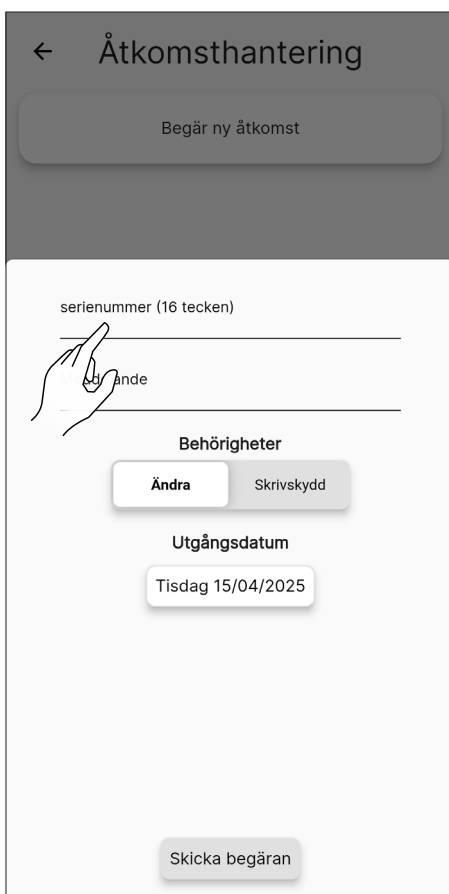 Åtkomsthantering
Begär ny åtkomst
serienummer (16 tecken)
Behörigheter
Ändra
Skrivskydd
Utgångsdatum
Tisdag 15/04/2025
Skicka begäran